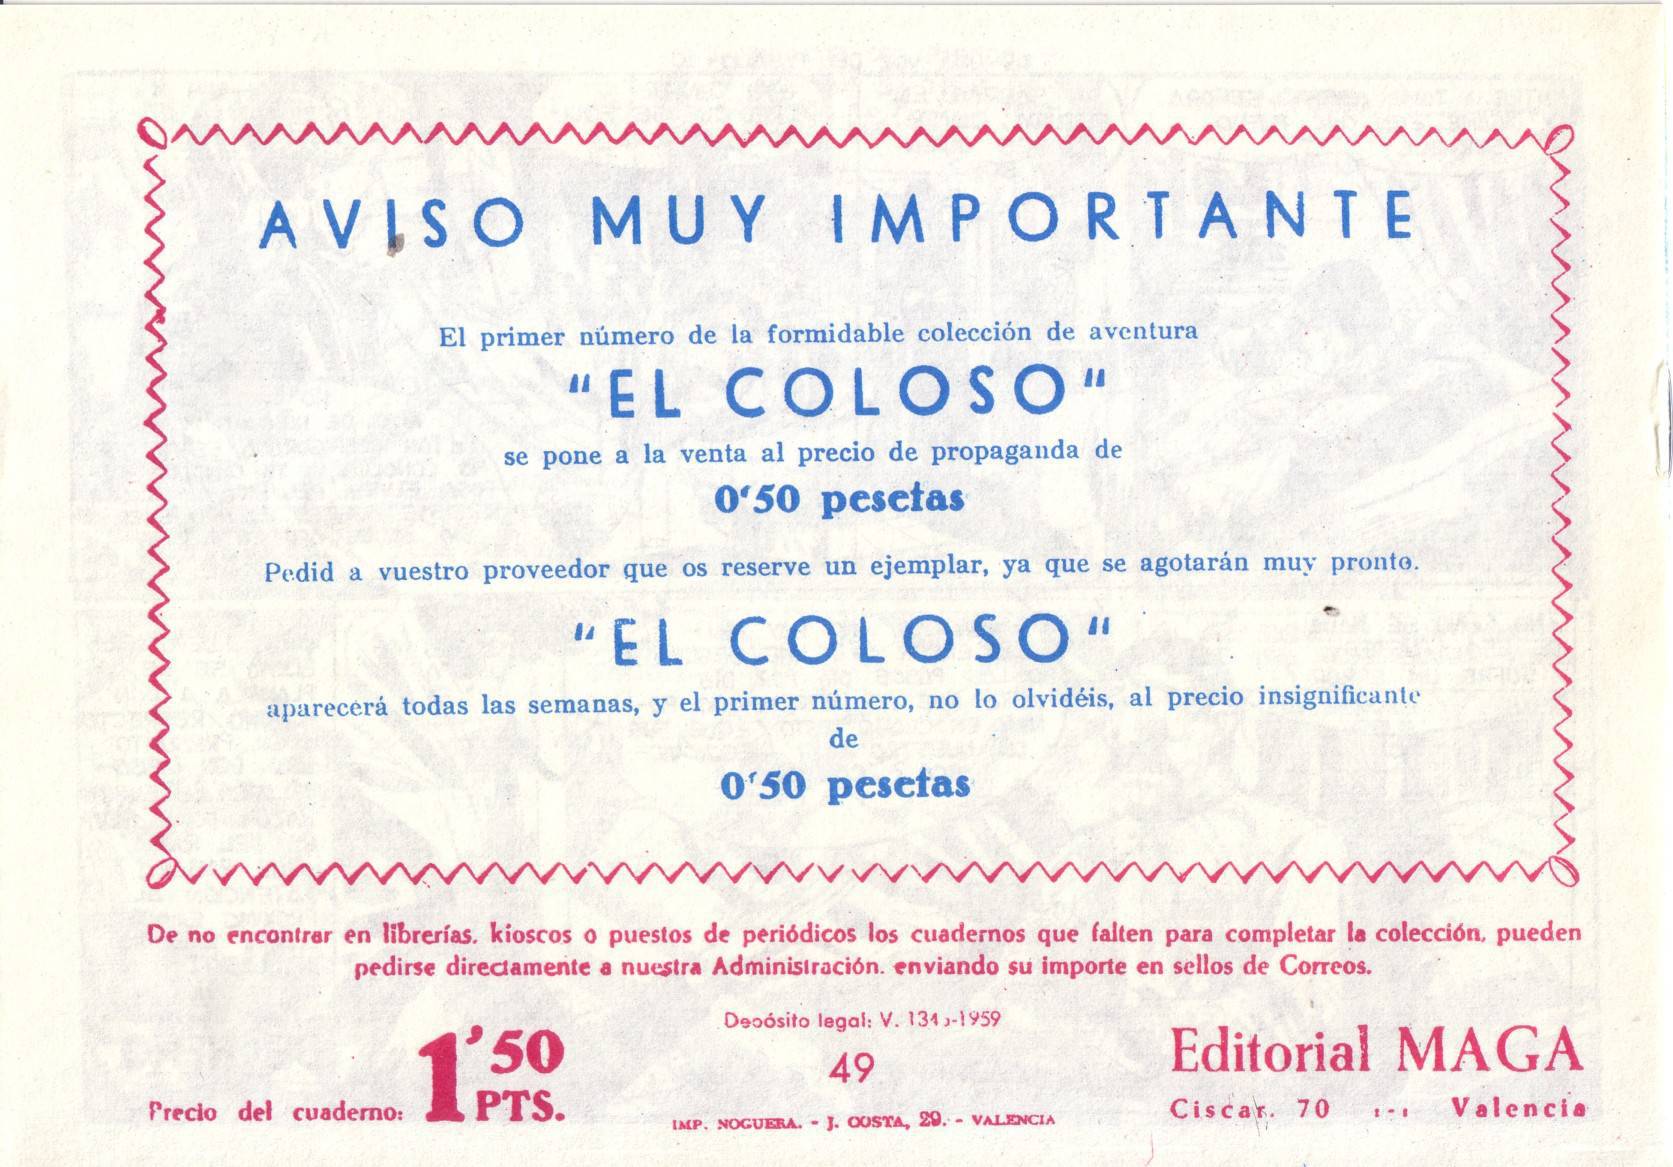 AVISO MUY IMPORTANTE
El primer número de la formidable colección de aventura
"EL COLOSO"
se pone a la venta al precio de propaganda de
0'50 pesetas
Pedid a vuestro proveedor que os reserve un ejemplar, ya que se agotarán muy pronto.
"EL COLOSO"
aparecerá todas las semanas, y el primer número, no lo olvidéis, al precio insignificante
de
0'50 pesetas
De no encontrar en librerías. kioscos o puestos de periódicos los cuadernos que falten para completar la colección, pueden
pedirse directamente a nuestra Administración. enviando su importe en sellos de Correos.
Precio del cuaderno: 1'50 PTS.
Depósito legal: V.
49
IMP. NOGUERA. - J. COSTA, 29. - VALENCIA
Editorial MAGA
Ciscar. 70 :-: Valencia